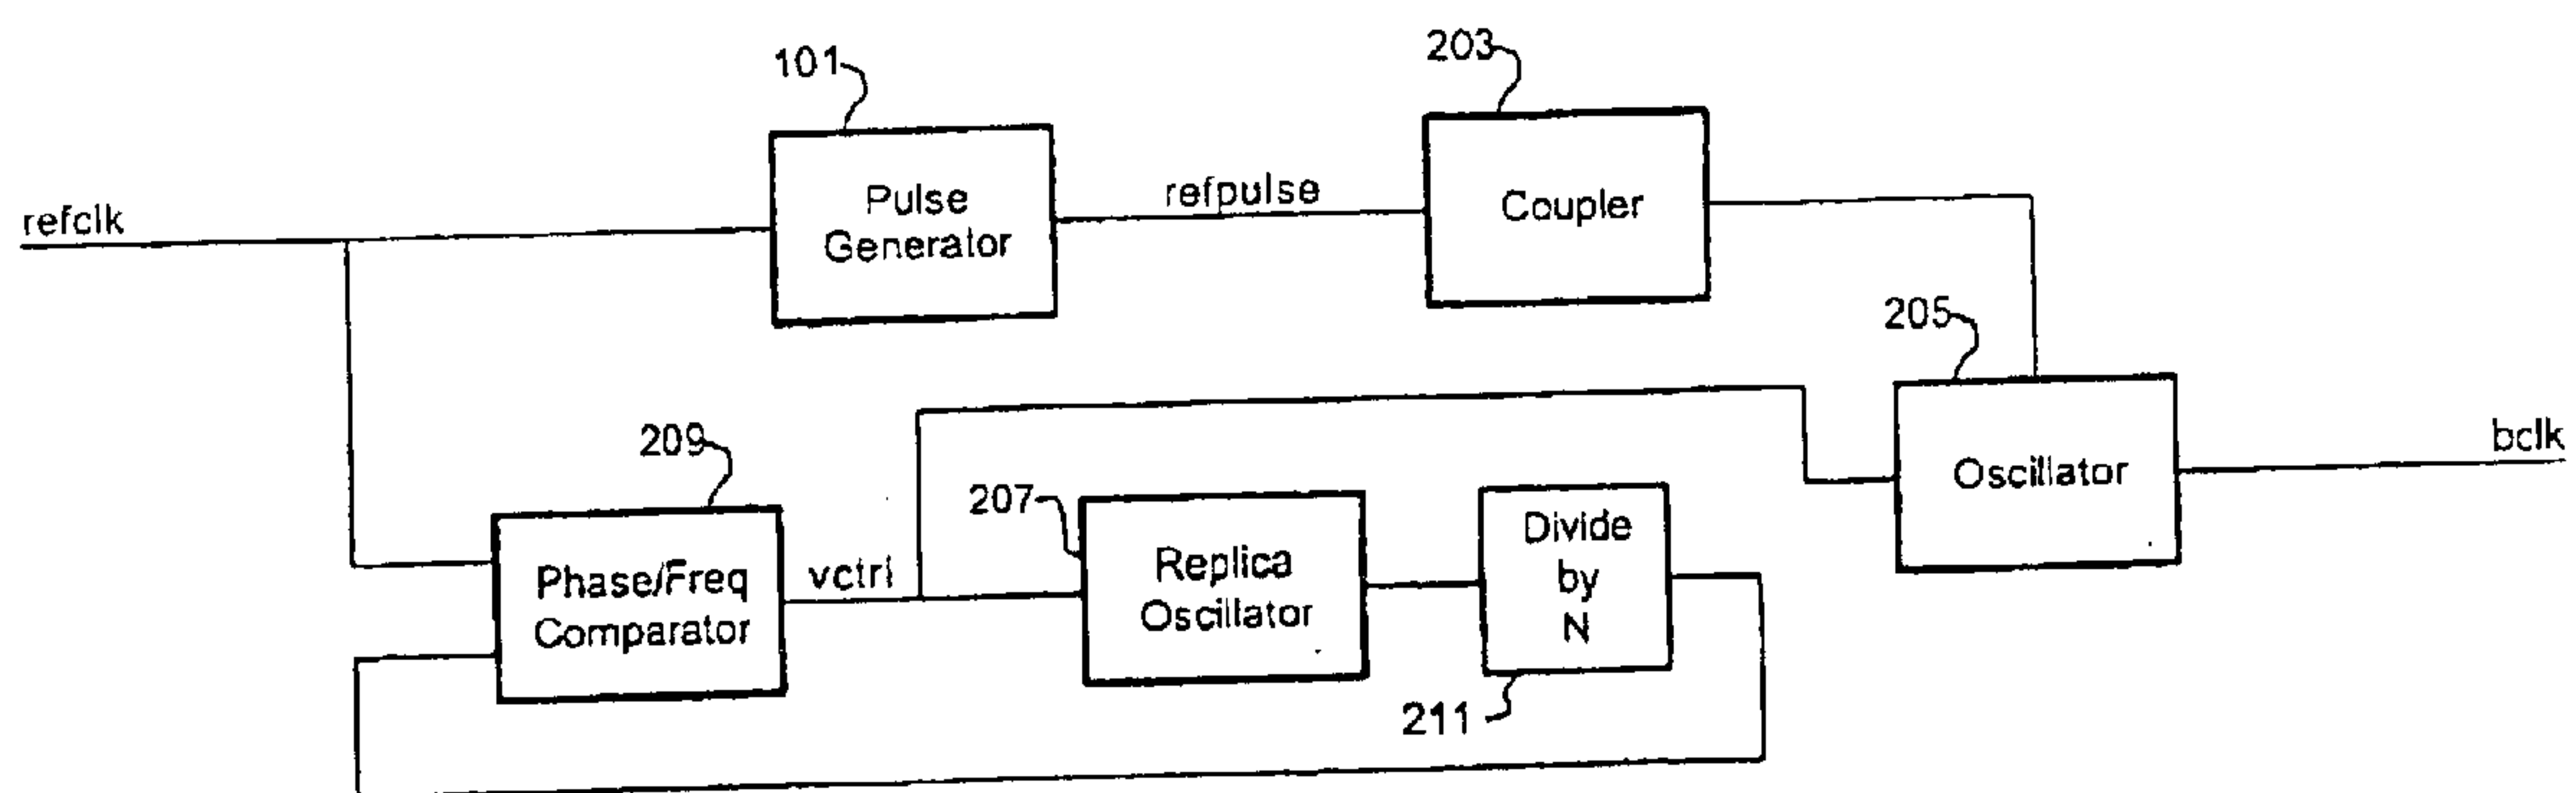 101
203
refclk
Pulse
Generator
refpulse
Coupler
205
bclk
Oscillator
209
Phase/Freq
Comparator
vctrl
207
Replica
Oscillator
Divide
by
N
211